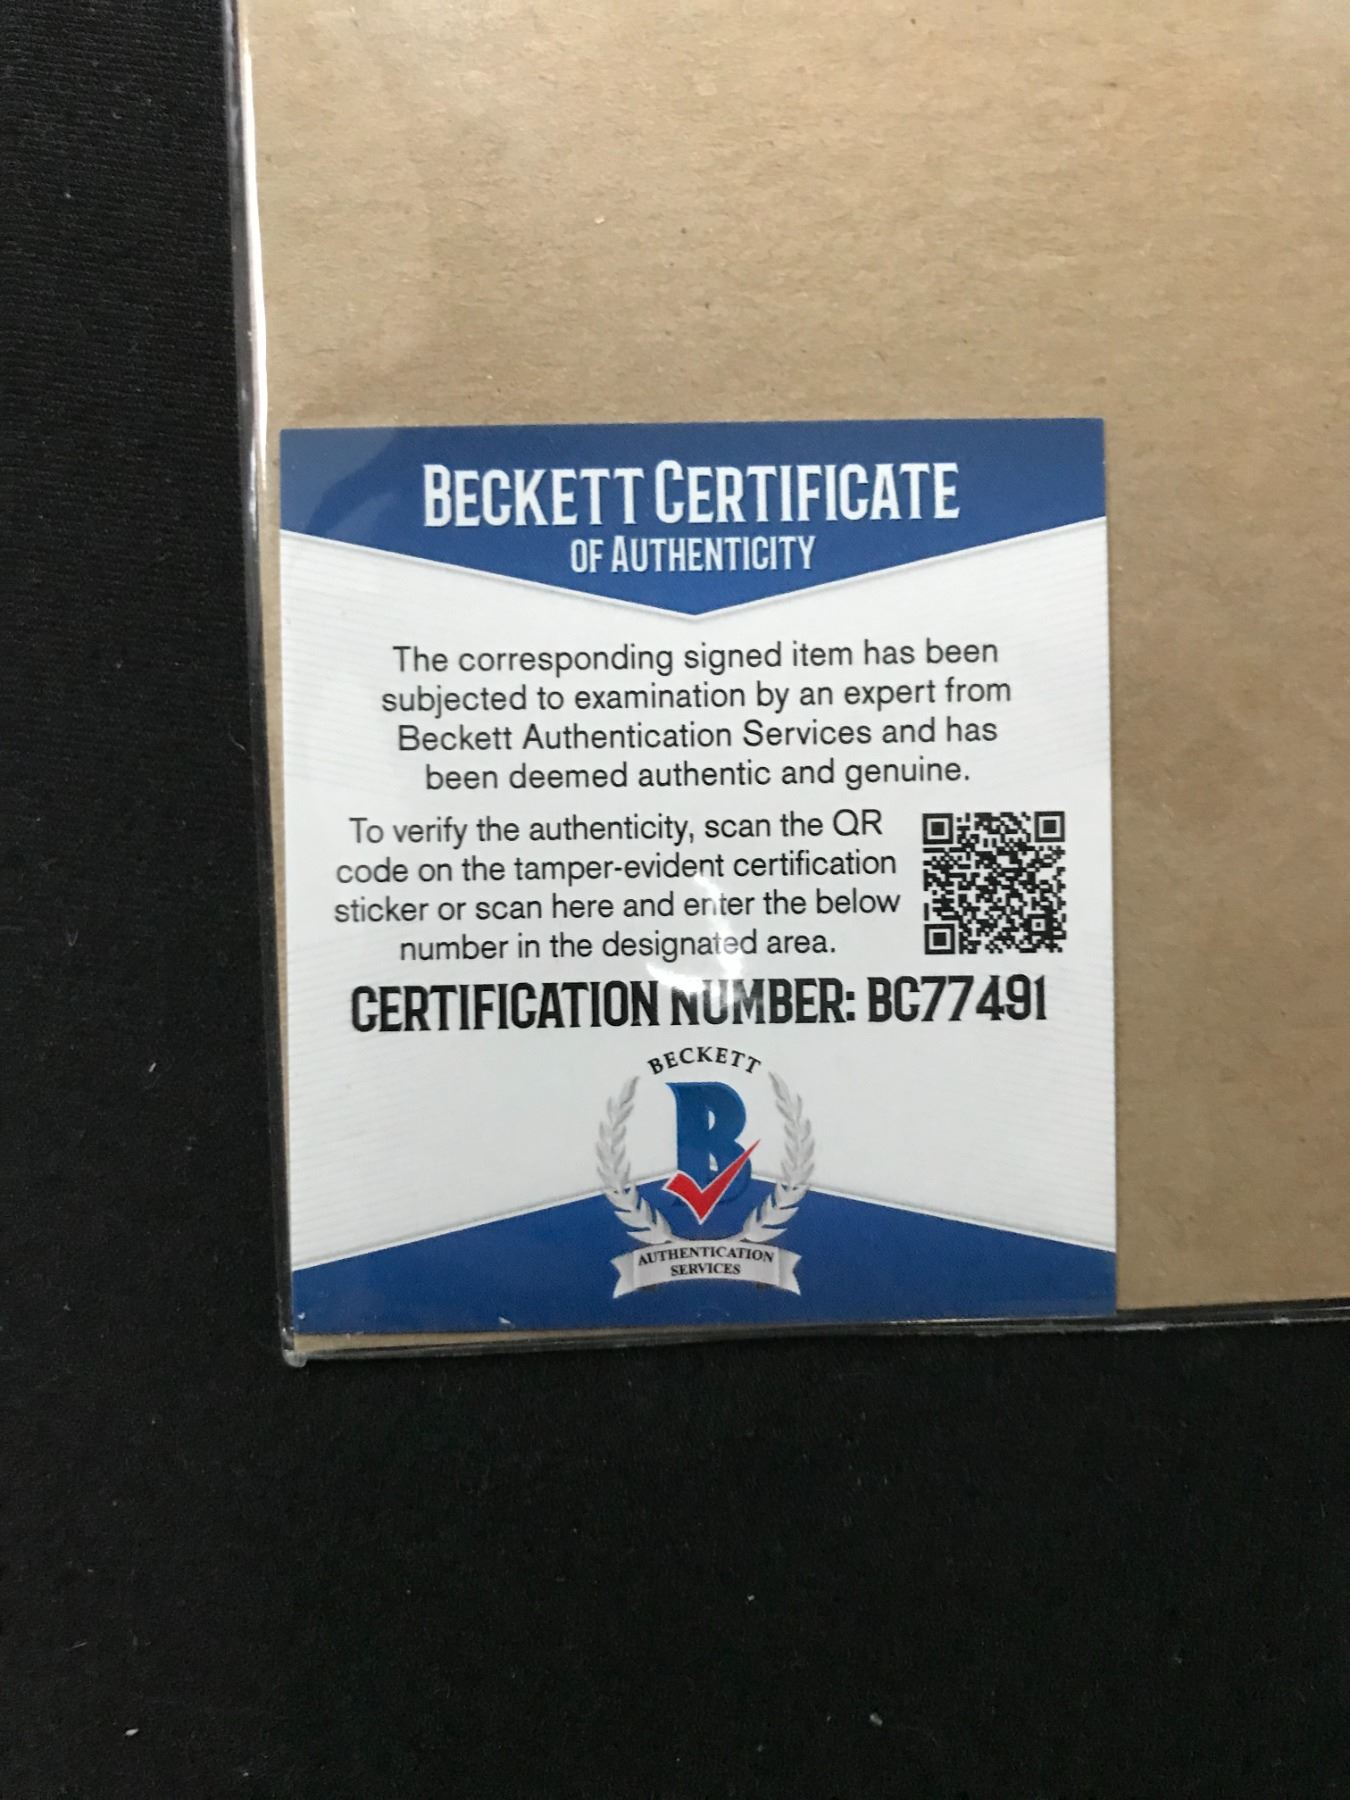 BECKETT CERTIFICATE
OF AUTHENTICITY
The corresponding signed item has been
subjected to examination by an expert from
Beckett Authentication Services and has
been deemed authentic and genuine.
To verify the authenticity, scan the QR
code on the tamper-evident certification
sticker or scan here and enter the below
number in the designated area.
CERTIFICATION NUMBER: BC77491
BECKETT
B
AUTHENTICATION
SERVICES